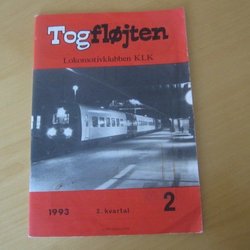 Togfløjten
Lokomotivklubben KLK
1993
2. kvartal
2